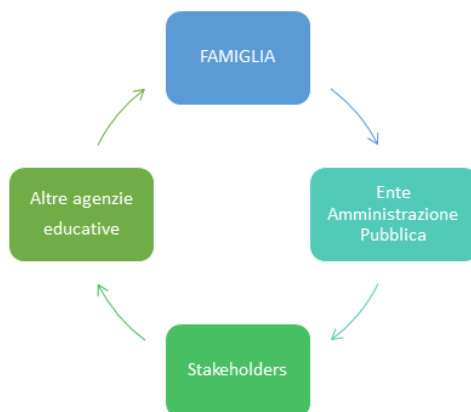 FAMIGLIA
Ente
Amministrazione
Pubblica
Stakeholders
Altre agenzie
educative